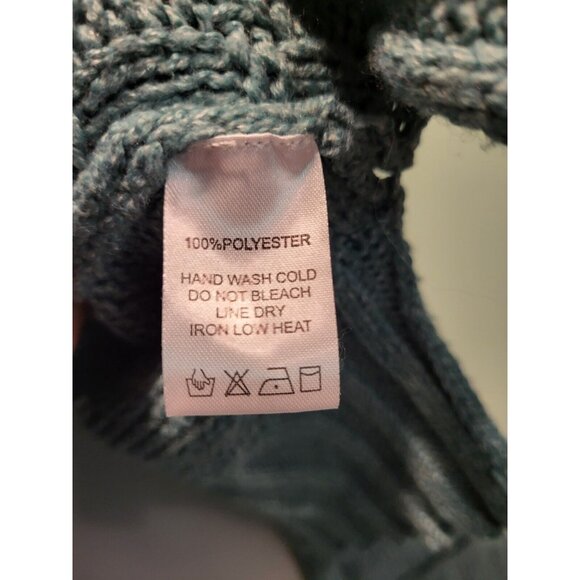 100%POLYESTER
HAND WASH COLD
DO NOT BLEACH
LINE DRY
IRON LOW HEAT